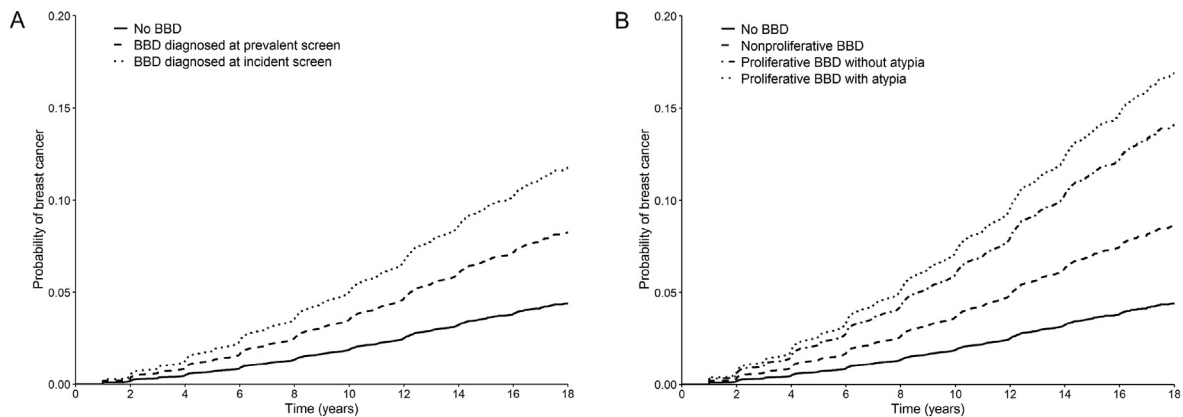 A
Probability of breast cancer
0.20
0.15
0.10
0.05
0.00
No BBD
BBD diagnosed at prevalent screen
BBD diagnosed at incident screen
0 2 4 6 8 10 12 14 16 18
Time (years)
B
Probability of breast cancer
0.20
0.15
0.10
0.05
0.00
No BBD
Nonproliferative BBD
Proliferative BBD without atypia
Proliferative BBD with atypia
0 2 4 6 8 10 12 14 16 18
Time (years)